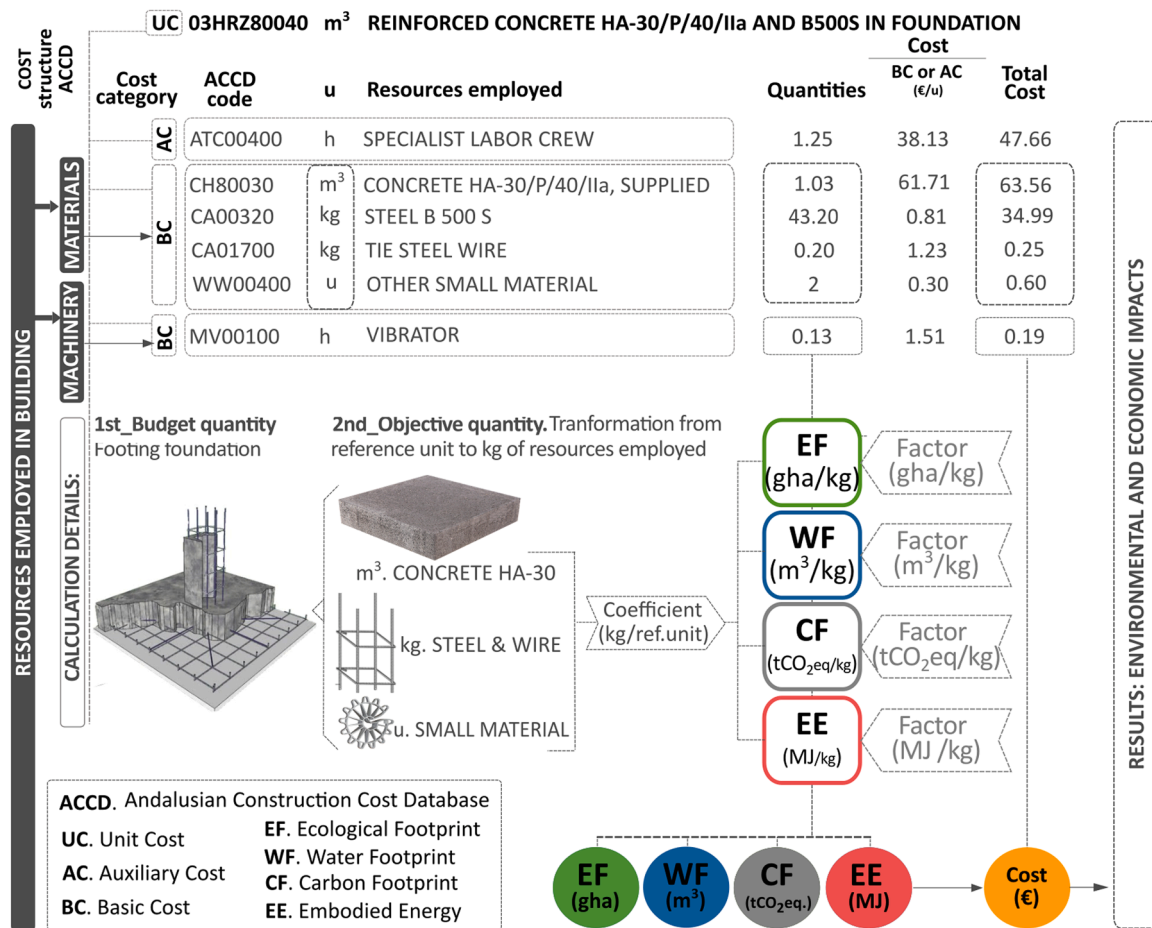 UC 03HRZ80040 m³ REINFORCED CONCRETE HA-30/P/40/IIa AND B500S IN FOUNDATION
COST structure ACCD
Cost category
ACCD code
u
Resources employed
Quantities
Cost
BC or AC
(€/u)
Total Cost
AC ATC00400 h SPECIALIST LABOR CREW 1.25 38.13 47.66
BC
CH80030 m³ CONCRETE HA-30/P/40/IIa, SUPPLIED 1.03 61.71 63.56
CA00320 kg STEEL B 500 S 43.20 0.81 34.99
CA01700 kg TIE STEEL WIRE 0.20 1.23 0.25
WW00400 u OTHER SMALL MATERIAL 2 0.30 0.60
BC MV00100 h VIBRATOR 0.13 1.51 0.19
RESOURCES EMPLOYED IN BUILDING
MATERIALS
MACHINERY
CALCULATION DETAILS:
1st_Budget quantity
Footing foundation
2nd_Objective quantity. Tranformation from
reference unit to kg of resources employed
m³. CONCRETE HA-30
kg. STEEL & WIRE
u. SMALL MATERIAL
Coefficient
(kg/ref.unit)
EF
(gha/kg)
Factor
(gha/kg)
WF
(m³/kg)
Factor
(m³/kg)
CF
(tCO₂eq/kg)
Factor
(tCO₂eq/kg)
EE
(MJ/kg)
Factor
(MJ /kg)
ACCD. Andalusian Construction Cost Database
UC. Unit Cost
AC. Auxiliary Cost
BC. Basic Cost
EF. Ecological Footprint
WF. Water Footprint
CF. Carbon Footprint
EE. Embodied Energy
EF
(gha)
WF
(m³)
CF
(tCO₂eq.)
EE
(MJ)
Cost
(€)
RESULTS: ENVIRONMENTAL AND ECONOMIC IMPACTS